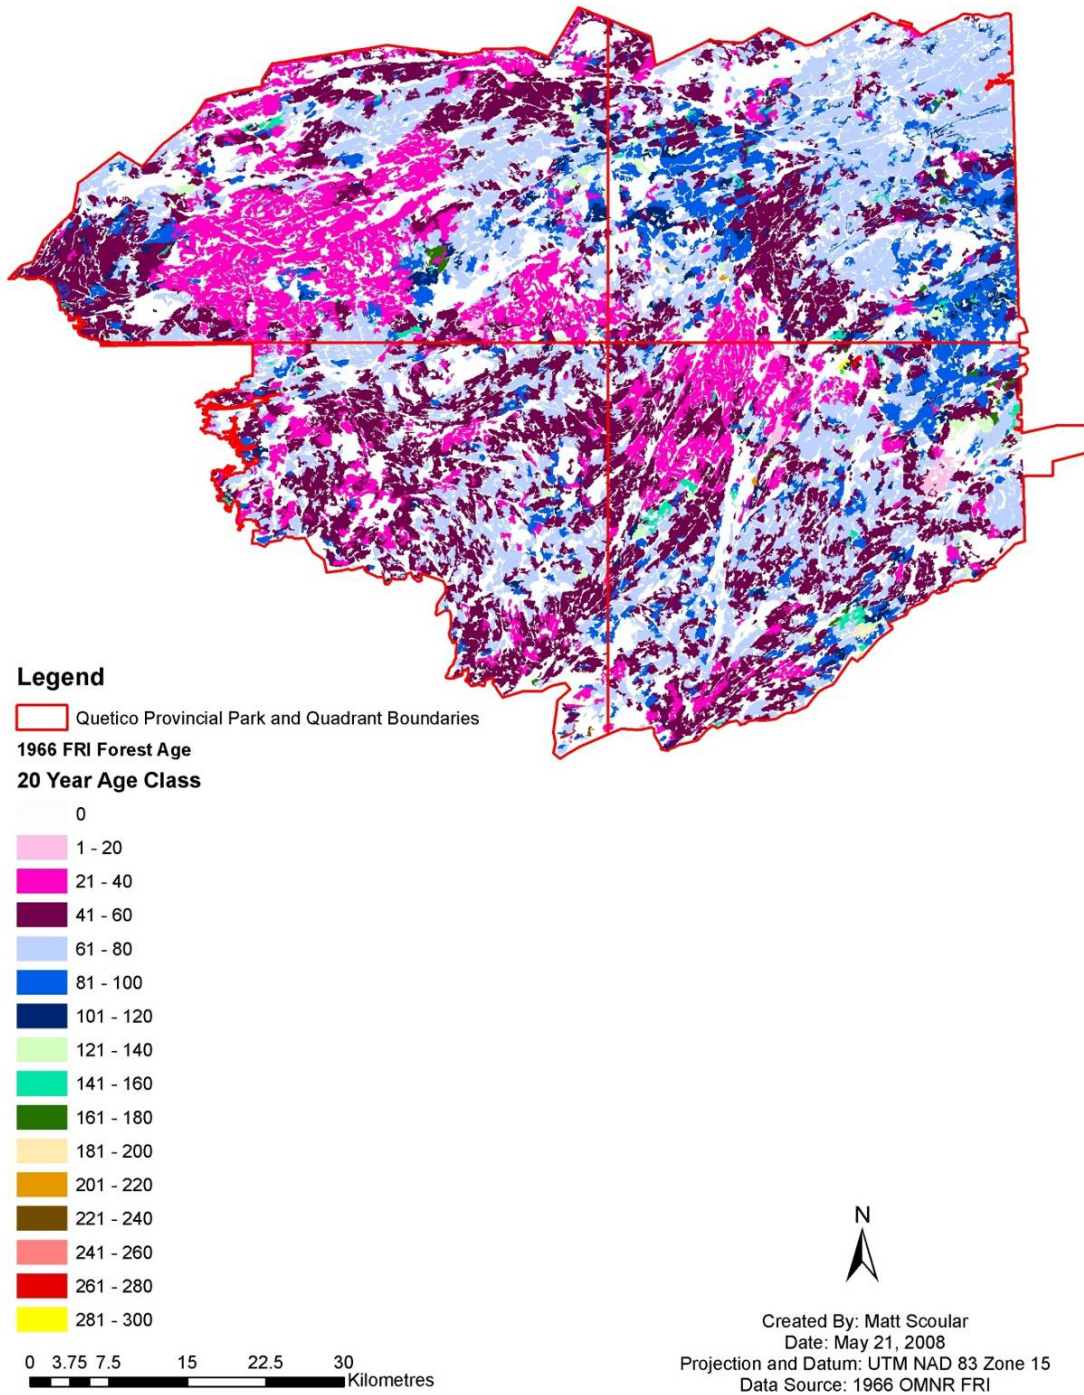 Legend
Quetico Provincial Park and Quadrant Boundaries
1966 FRI Forest Age
20 Year Age Class
0
1 - 20
21 - 40
41 - 60
61 - 80
81 - 100
101 - 120
121 - 140
141 - 160
161 - 180
181 - 200
201 - 220
221 - 240
241 - 260
261 - 280
281 - 300
0 3.75 7.5 15 22.5 30
Kilometres
N
Created By: Matt Scoular
Date: May 21, 2008
Projection and Datum: UTM NAD 83 Zone 15
Data Source: 1966 OMNR FRI